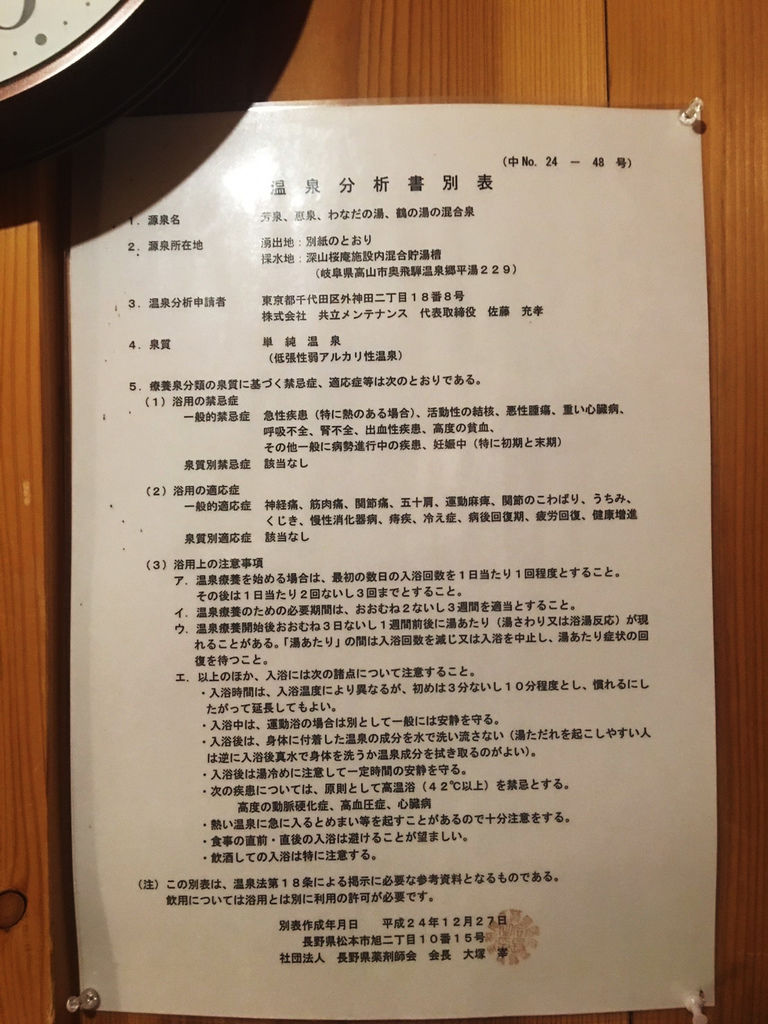 (中No. 24 － 48 号)
温泉分析書別表
1. 源泉名 芳泉、恵泉、わなだの湯、鶴の湯の混合泉
2. 源泉所在地 湧出地：別紙のとおり
採水地：深山桜庵施設内混合貯湯槽
（岐阜県高山市奥飛騨温泉郷平湯２２９）
3. 温泉分析申請者 東京都千代田区外神田二丁目１８番８号
株式会社 共立メンテナンス 代表取締役 佐藤 充孝
4. 泉質 単純温泉
（低張性弱アルカリ性温泉）
5. 療養泉分類の泉質に基づく禁忌症、適応症等は次のとおりである。
（１）浴用の禁忌症
一般的禁忌症 急性疾患（特に熱のある場合）、活動性の結核、悪性腫瘍、重い心臓病、
呼吸不全、腎不全、出血性疾患、高度の貧血、
その他一般に病勢進行中の疾患、妊娠中（特に初期と末期）
泉質別禁忌症 該当なし
（２）浴用の適応症
一般的適応症 神経痛、筋肉痛、関節痛、五十肩、運動麻痺、関節のこわばり、うちみ、
くじき、慢性消化器病、痔疾、冷え症、病後回復期、疲労回復、健康増進
泉質別適応症 該当なし
（３）浴用上の注意事項
ア．温泉療養を始める場合は、最初の数日の入浴回数を１日当たり１回程度とすること。
その後は１日当たり２回ないし３回までとすること。
イ．温泉療養のための必要期間は、おおむね２ないし３週間を適当とすること。
ウ．温泉療養開始後おおむね３日ないし１週間前後に湯あたり（湯さわり又は浴湯反応）が現
れることがある。「湯あたり」の間は入浴回数を減じ又は入浴を中止し、湯あたり症状の回
復を待つこと。
エ．以上のほか、入浴には次の諸点について注意すること。
・入浴時間は、入浴温度により異なるが、初めは３分ないし１０分程度とし、慣れるにし
たがって延長してもよい。
・入浴中は、運動浴の場合は別として一般には安静を守る。
・入浴後は、身体に付着した温泉の成分を水で洗い流さない（湯ただれを起こしやすい人
は逆に入浴後真水で身体を洗うか温泉成分を拭き取るのがよい）。
・入浴後は湯冷めに注意して一定時間の安静を守る。
・次の疾患については、原則として高温浴（４２℃以上）を禁忌とする。
高度の動脈硬化症、高血圧症、心臓病
・熱い温泉に急に入るとめまい等を起すことがあるので十分注意をする。
・食事の直前・直後の入浴は避けることが望ましい。
・飲酒しての入浴は特に注意する。
（注）この別表は、温泉法第１８条による掲示に必要な参考資料となるものである。
飲用については浴用とは別に利用の許可が必要です。
別表作成年月日 平成２４年１２月２７日
長野県松本市旭二丁目１０番１５号
社団法人 長野県薬剤師会 会長 大塚